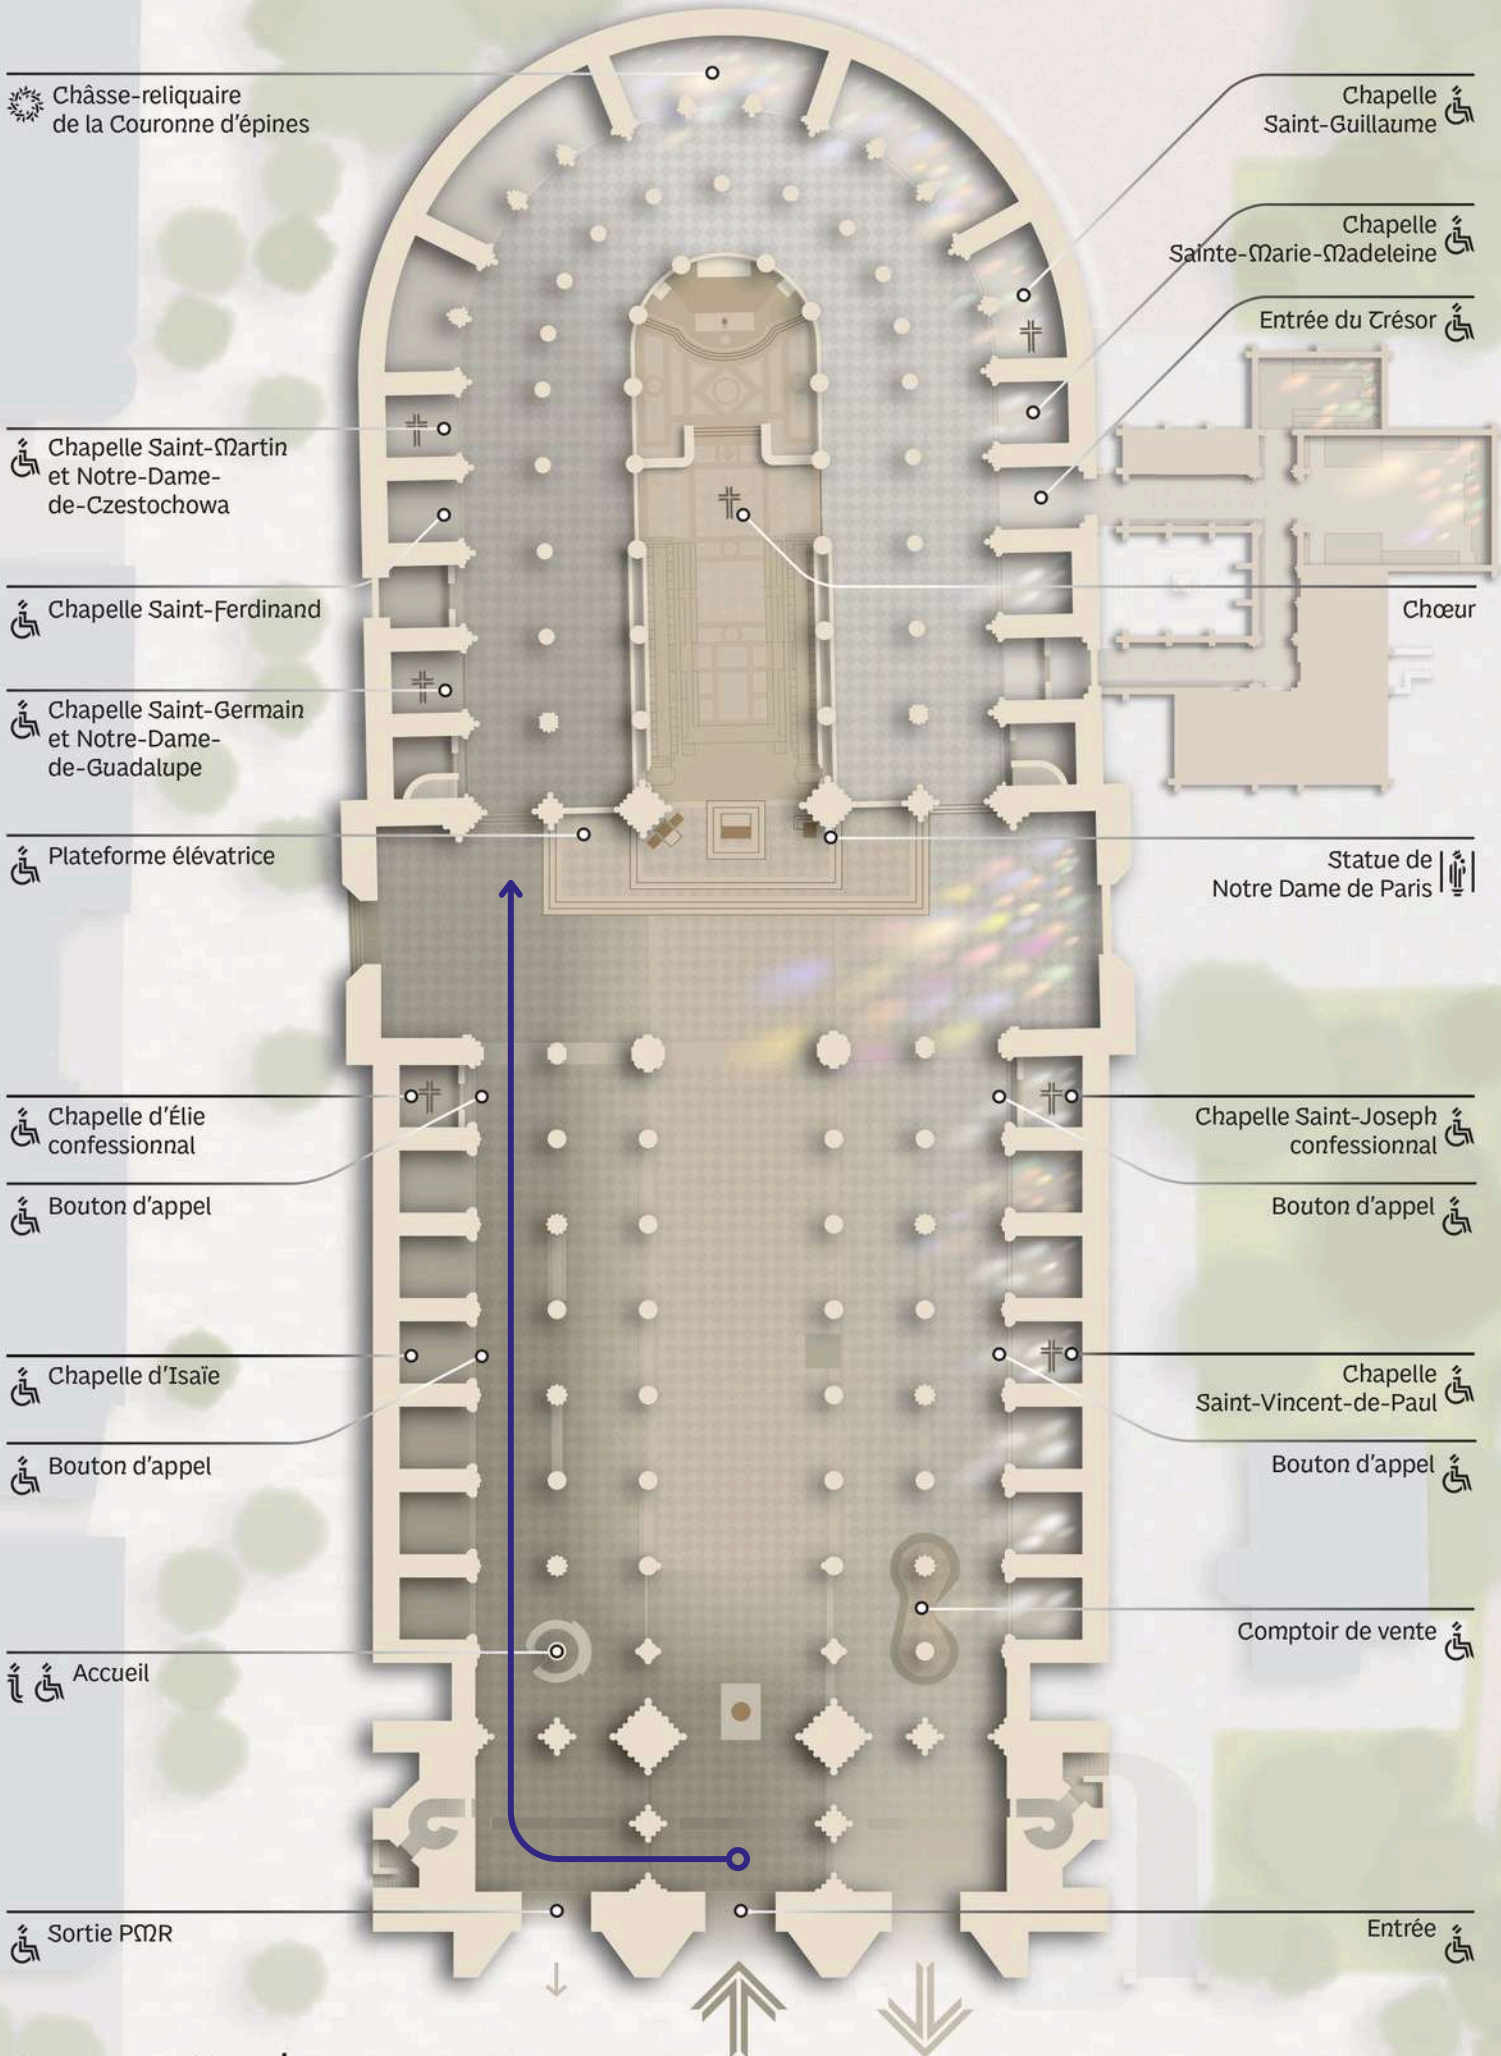 Châsse-reliquaire
de la Couronne d'épines
Chapelle Saint-Martin
et Notre-Dame-
de-Czestochowa
Chapelle Saint-Ferdinand
Chapelle Saint-Germain
et Notre-Dame-
de-Guadalupe
Plateforme élévatrice
Chapelle d'Élie
confessionnal
Bouton d'appel
Chapelle d'Isaïe
Bouton d'appel
Accueil
Sortie PMR
Chapelle
Saint-Guillaume
Chapelle
Sainte-Marie-Madeleine
Entrée du Trésor
Chœur
Statue de
Notre Dame de Paris
Chapelle Saint-Joseph
confessionnal
Bouton d'appel
Chapelle
Saint-Vincent-de-Paul
Bouton d'appel
Comptoir de vente
Entrée